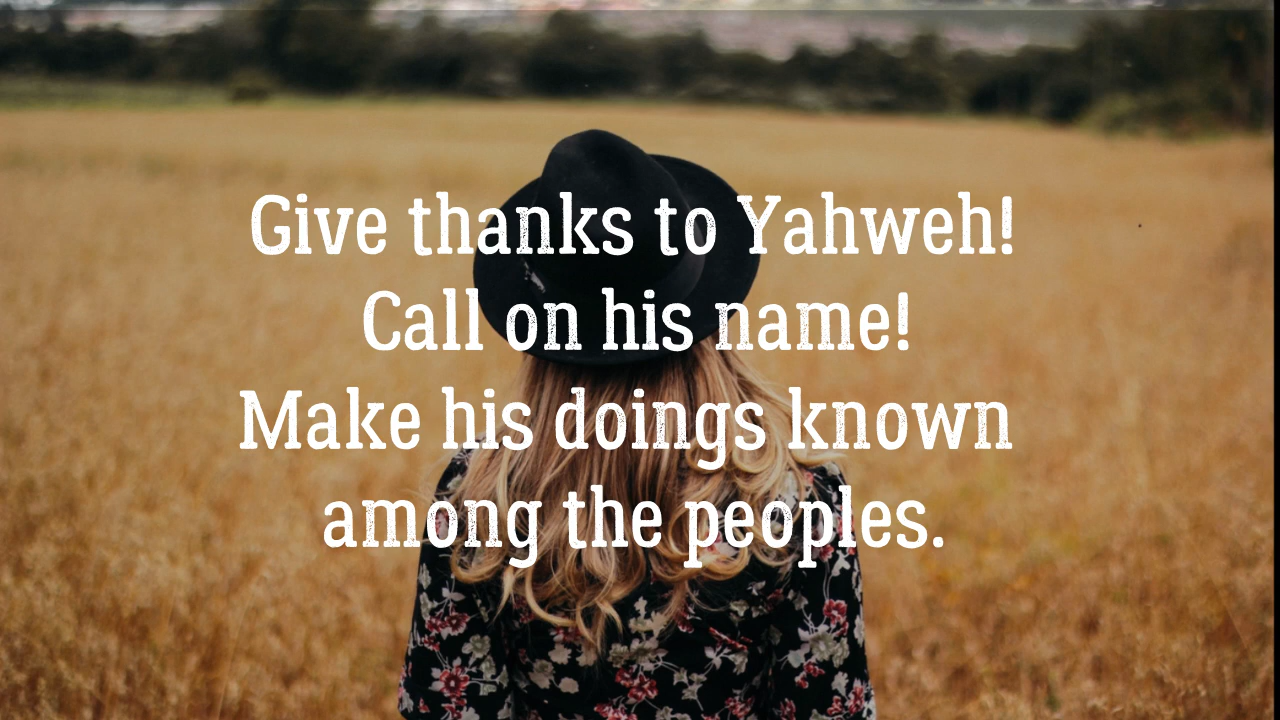 Give thanks to Yahweh!
Call on his name!
Make his doings known
among the peoples.